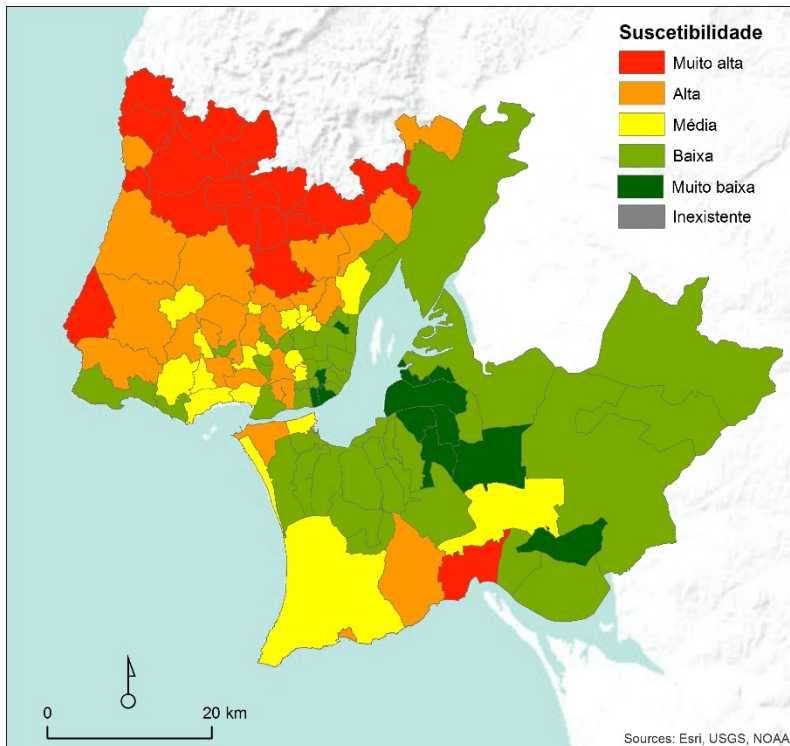 Suscetibilidade
Muito alta
Alta
Média
Baixa
Muito baixa
Inexistente
0
20 km
Sources: Esri, USGS, NOAA